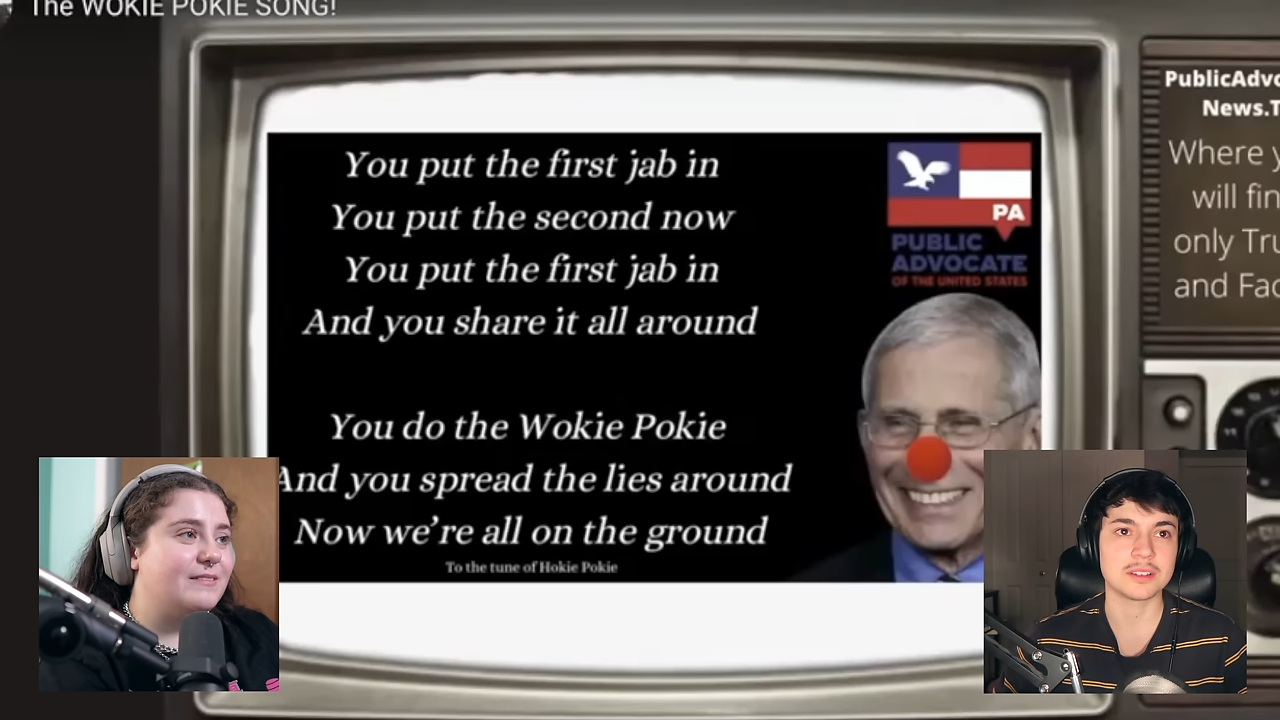 The WOKIE POKIE SONG!
PublicAdvo
News.T
Where y
will fin
only Tru
and Fac
You put the first jab in
You put the second now
You put the first jab in
And you share it all around
You do the Wokie Pokie
And you spread the lies around
Now we're all on the ground
To the tune of Hokie Pokie
PA
PUBLIC
ADVOCATE
OF THE UNITED STATES